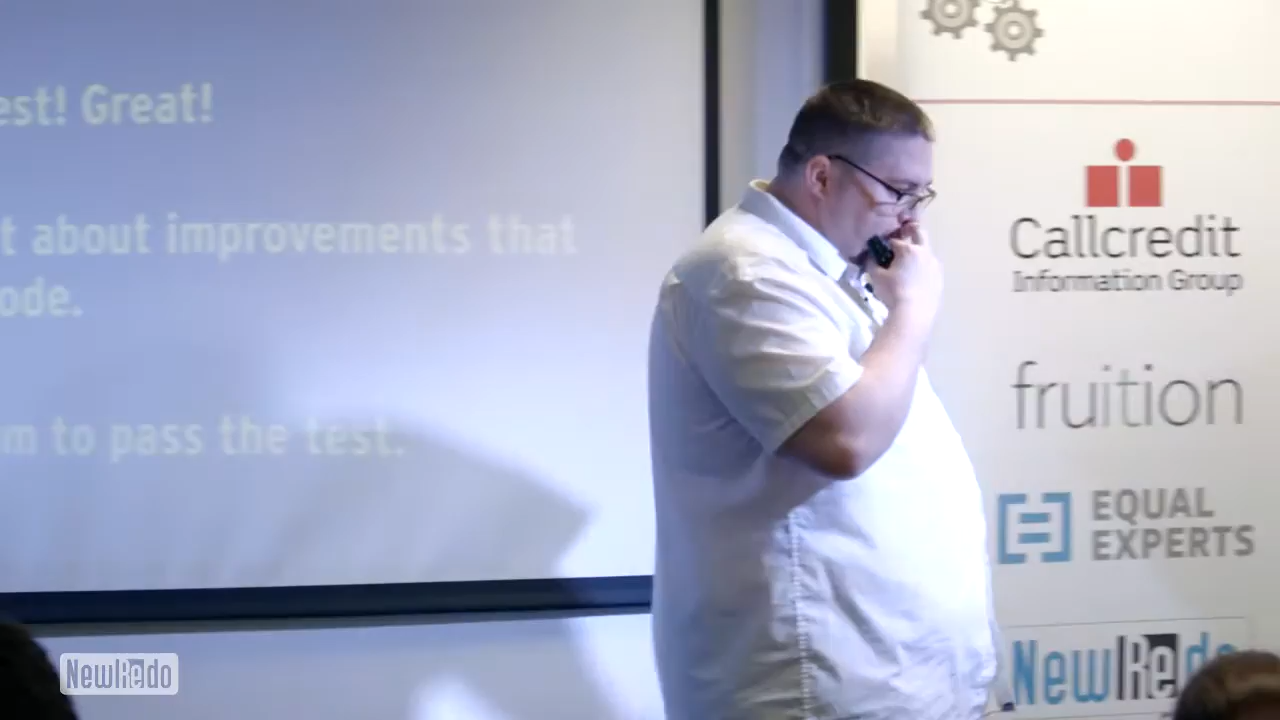 est! Great!
t about improvements that
ode.
m to pass the test.
Callcredit
Information Group
fruition
EQUAL
EXPERTS
NewRedo
NewRedo